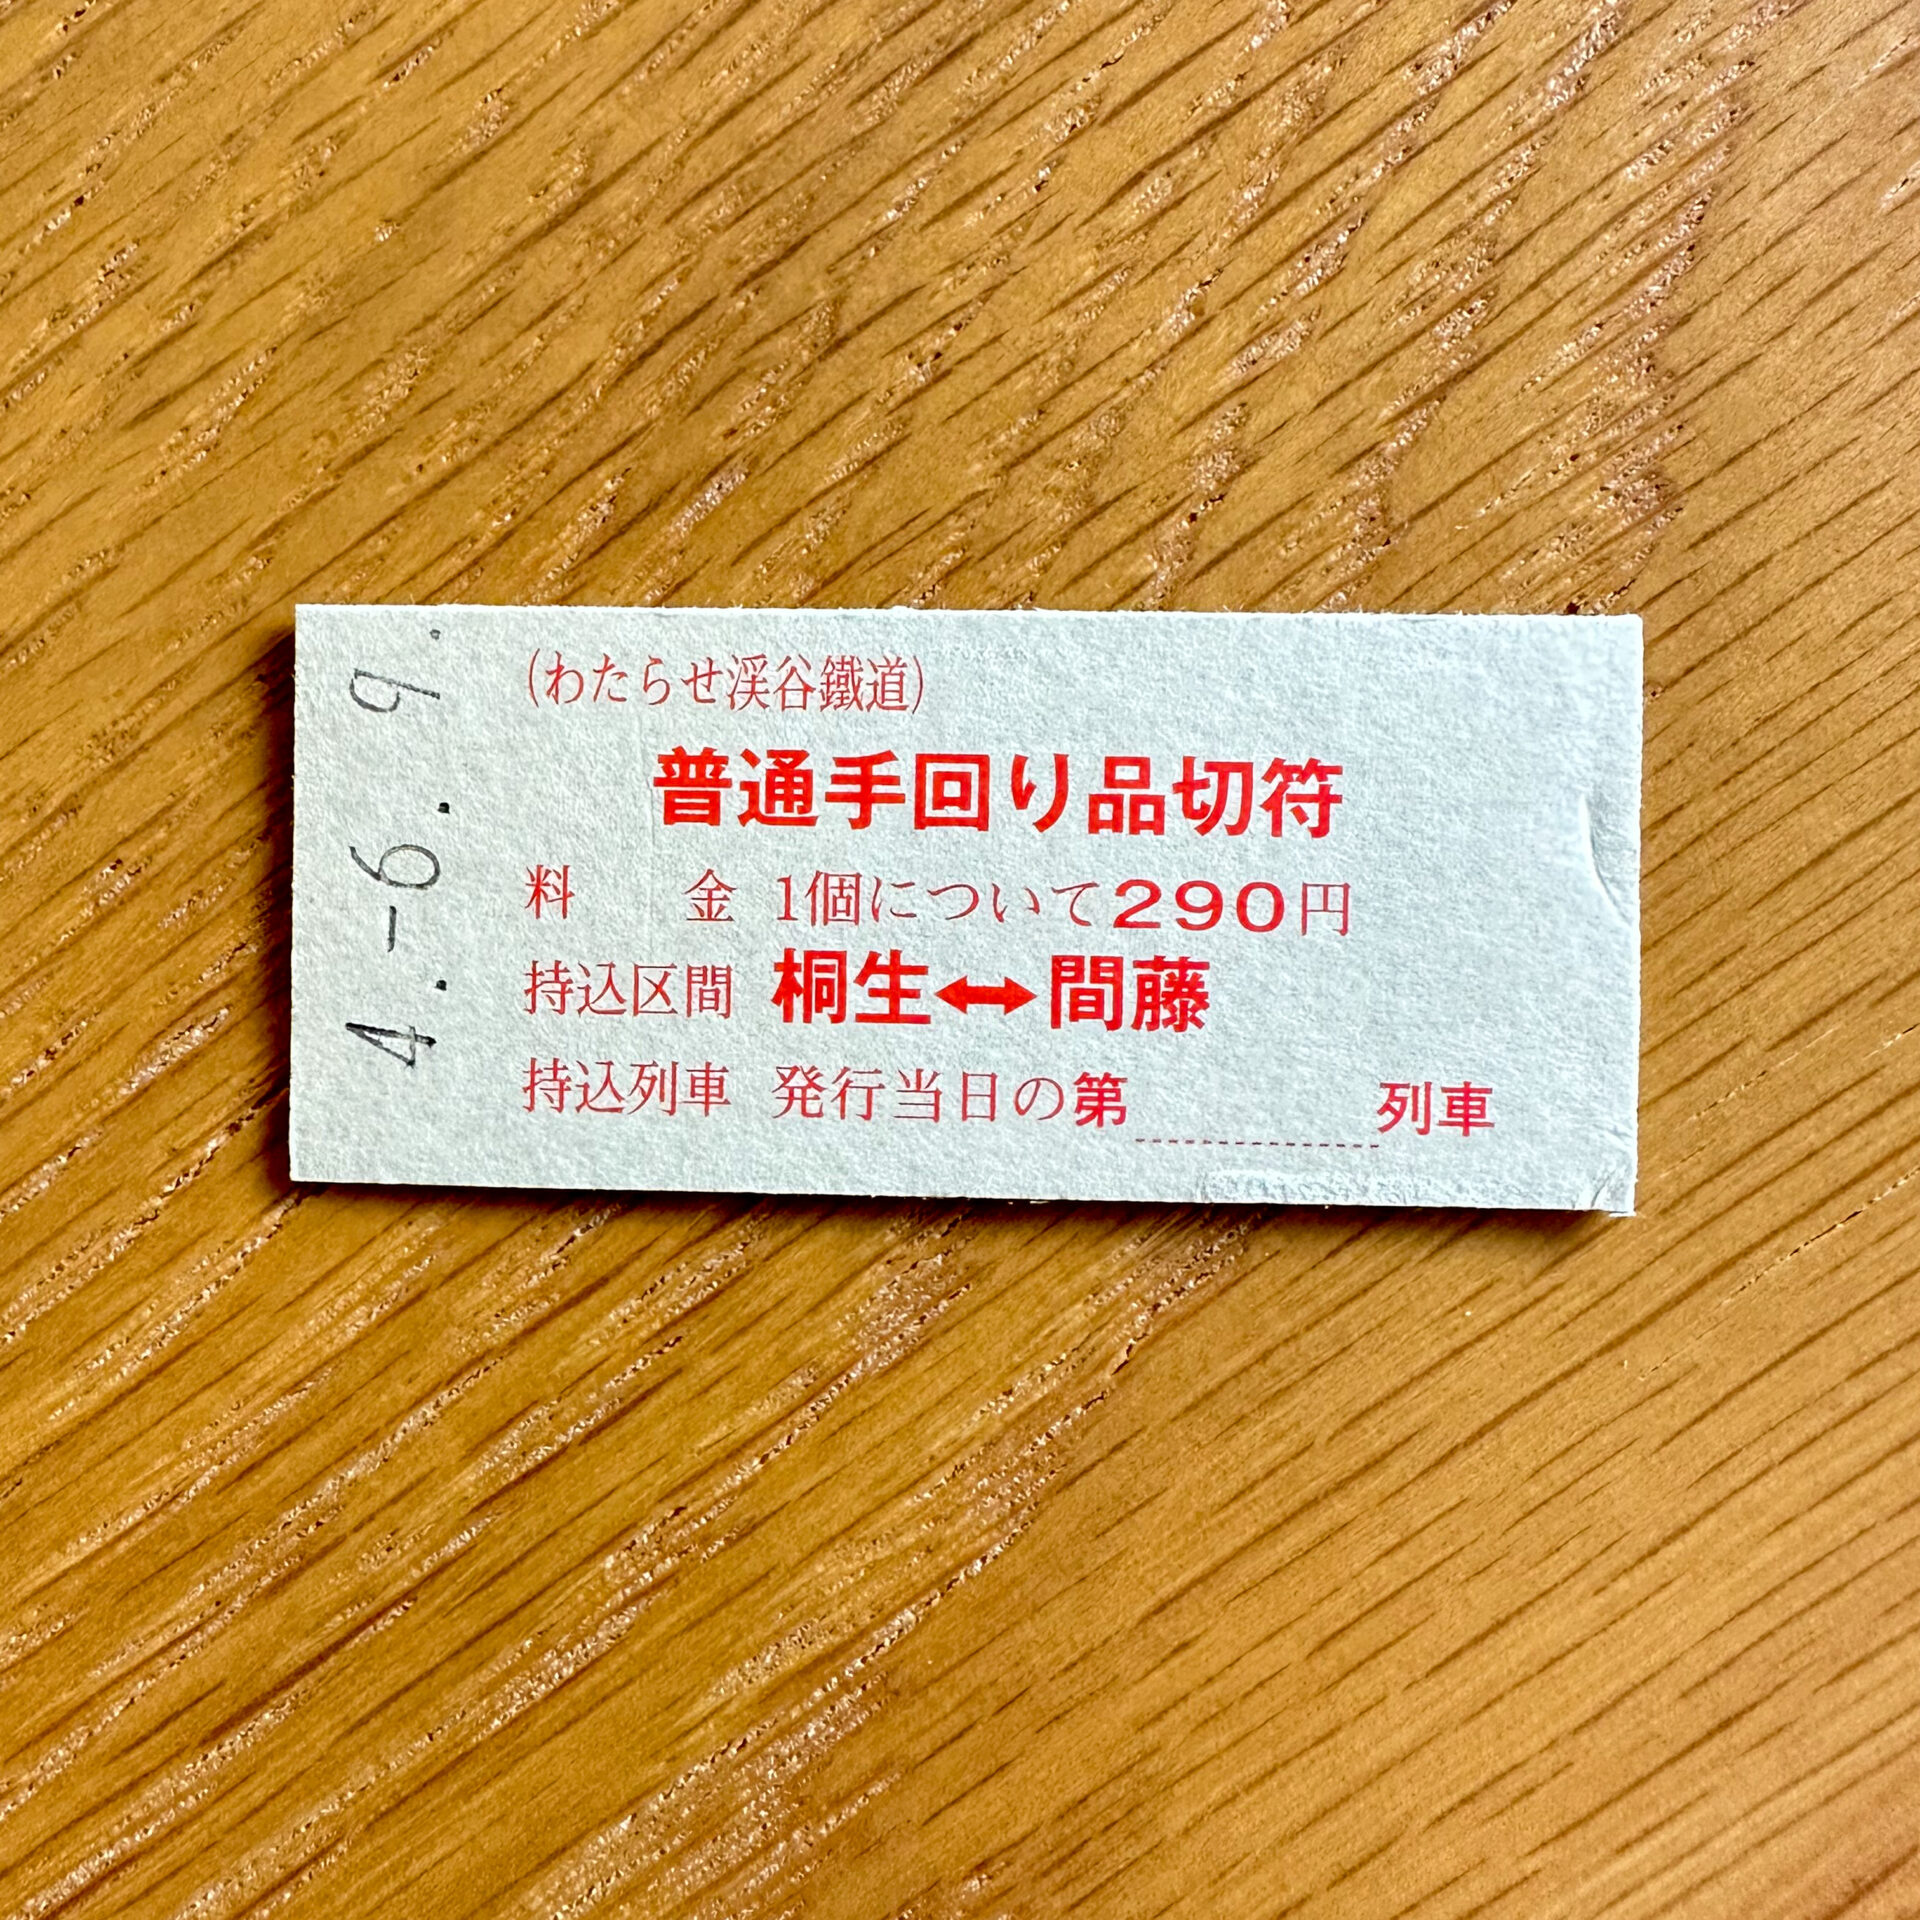 4.-6.9.
(わたらせ渓谷鐵道)
普通手回り品切符
料　　金　1個について290円
持込区間　桐生↔間藤
持込列車　発行当日の第　　　　列車